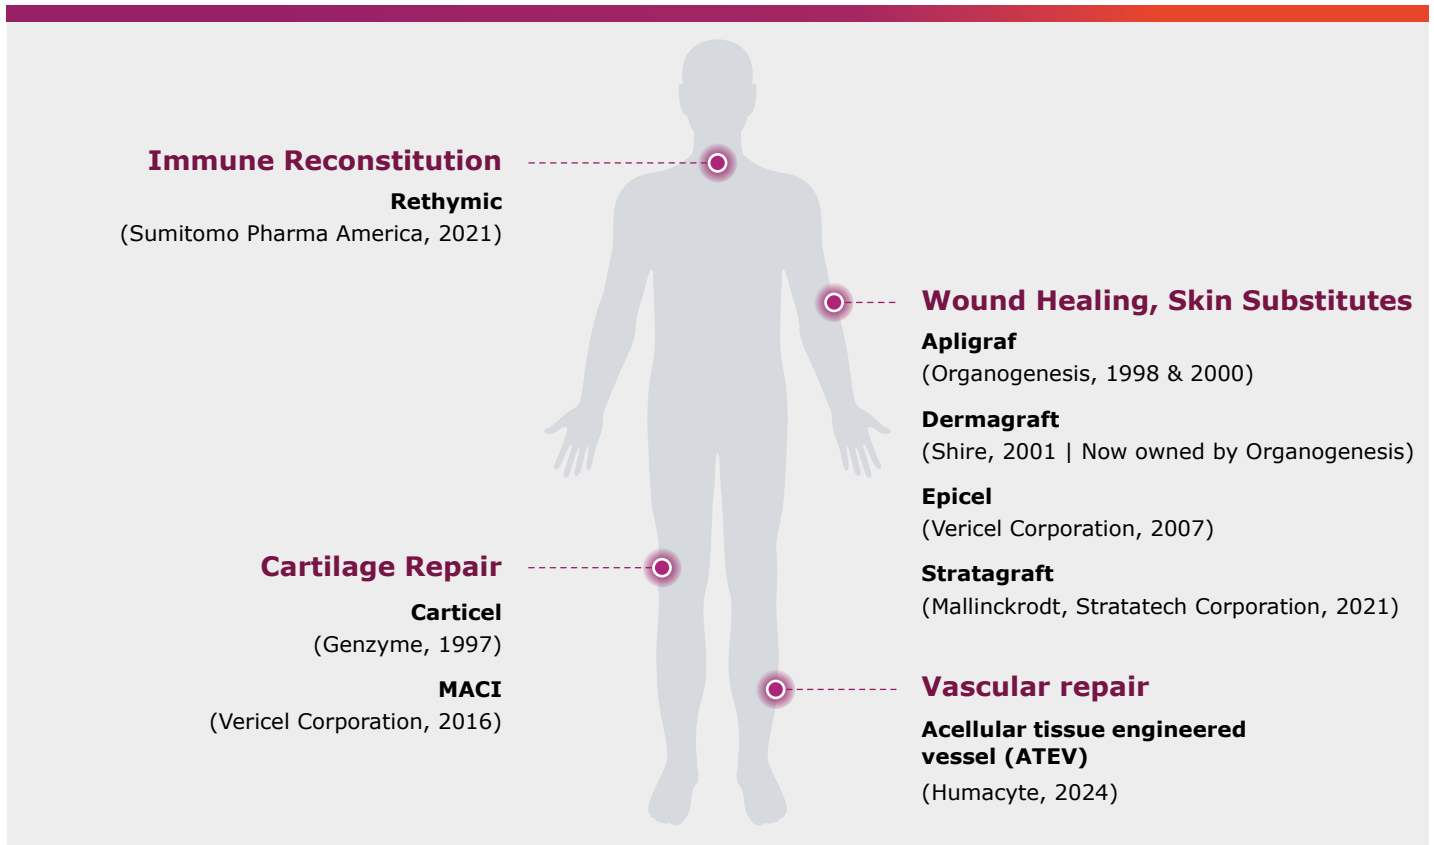 Immune Reconstitution
Rethymic
(Sumitomo Pharma America, 2021)
Wound Healing, Skin Substitutes
Apligraf
(Organogenesis, 1998 & 2000)
Dermagraft
(Shire, 2001 | Now owned by Organogenesis)
Epicel
(Vericel Corporation, 2007)
Stratagraft
(Mallinckrodt, Stratatech Corporation, 2021)
Cartilage Repair
Carticel
(Genzyme, 1997)
MACI
(Vericel Corporation, 2016)
Vascular repair
Acellular tissue engineered
vessel (ATEV)
(Humacyte, 2024)